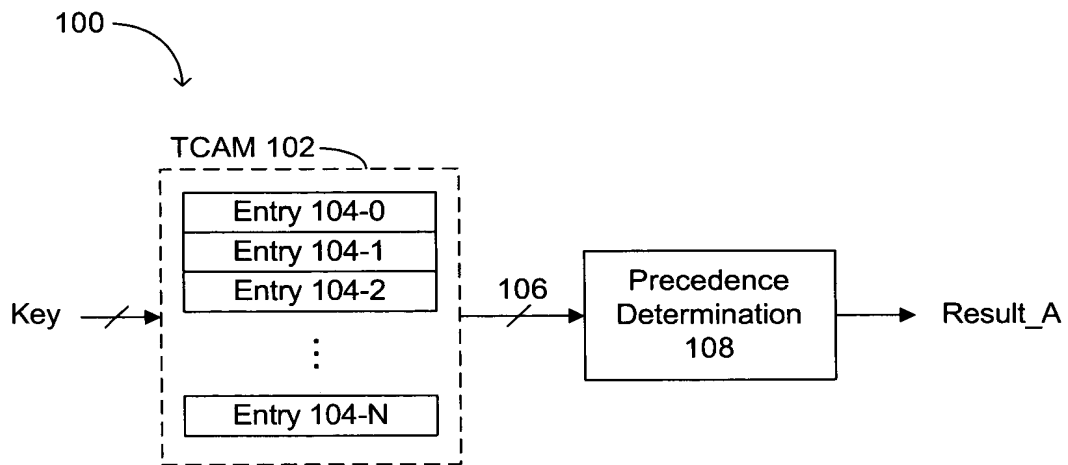 100
TCAM 102
Entry 104-0
Entry 104-1
Entry 104-2
Entry 104-N
Key
106
Precedence
Determination
108
Result_A